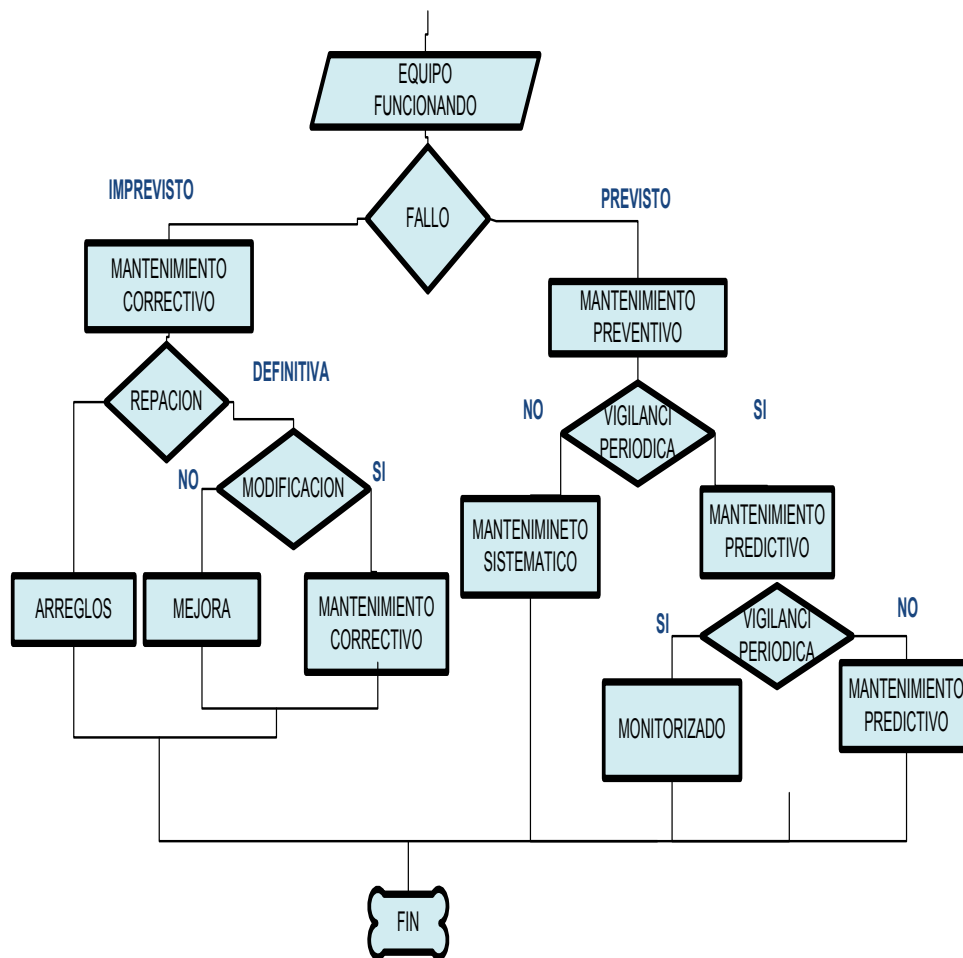 EQUIPO
FUNCIONANDO
IMPREVISTO
FALLO
PREVISTO
MANTENIMIENTO
CORRECTIVO
MANTENIMIENTO
PREVENTIVO
REPACION
DEFINITIVA
NO
VIGILANCI
PERIODICA
SI
NO
MODIFICACION
SI
MANTENIMINETO
SISTEMATICO
MANTENIMIENTO
PREDICTIVO
ARREGLOS
MEJORA
MANTENIMIENTO
CORRECTIVO
SI
VIGILANCI
PERIODICA
NO
MONITORIZADO
MANTENIMIENTO
PREDICTIVO
FIN